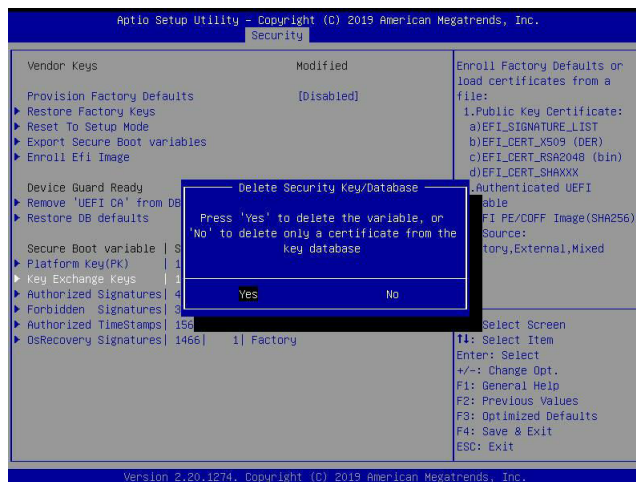 Aptio Setup Utility – Copyright (C) 2019 American Megatrends, Inc.
Security
Vendor Keys Modified
Provision Factory Defaults [Disabled]
Restore Factory Keys
Reset To Setup Mode
Export Secure Boot variables
Enroll Efi Image
Device Guard Ready
Remove 'UEFI CA' from DB
Restore DB defaults
Secure Boot variable | S
Platform Key(PK) | 1
Key Exchange Keys | 1
Authorized Signatures| 4
Forbidden Signatures| 3
Authorized TimeStamps| 156
OsRecovery Signatures| 1466| 1| Factory
Delete Security Key/Database
Press 'Yes' to delete the variable, or
'No' to delete only a certificate from the
key database
Yes No
Enroll Factory Defaults or
load certificates from a
file:
1.Public Key Certificate:
a)EFI_SIGNATURE_LIST
b)EFI_CERT_X509 (DER)
c)EFI_CERT_RSA2048 (bin)
d)EFI_CERT_SHAXXX
.Authenticated UEFI
able
FI PE/COFF Image(SHA256)
Source:
tory,External,Mixed
Select Screen
↑↓: Select Item
Enter: Select
+/-: Change Opt.
F1: General Help
F2: Previous Values
F3: Optimized Defaults
F4: Save & Exit
ESC: Exit
Version 2.20.1274. Copyright (C) 2019 American Megatrends, Inc.